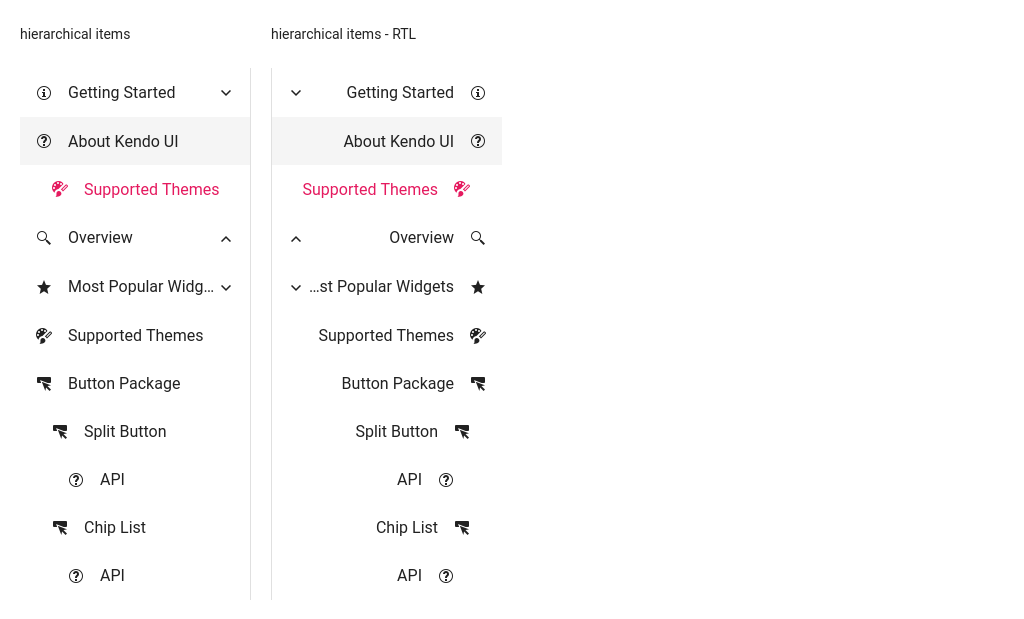 hierarchical items
Getting Started
About Kendo UI
Supported Themes
Overview
Most Popular Widg...
Supported Themes
Button Package
Split Button
API
Chip List
API
hierarchical items - RTL
Getting Started
About Kendo UI
Supported Themes
Overview
...st Popular Widgets
Supported Themes
Button Package
Split Button
API
Chip List
API